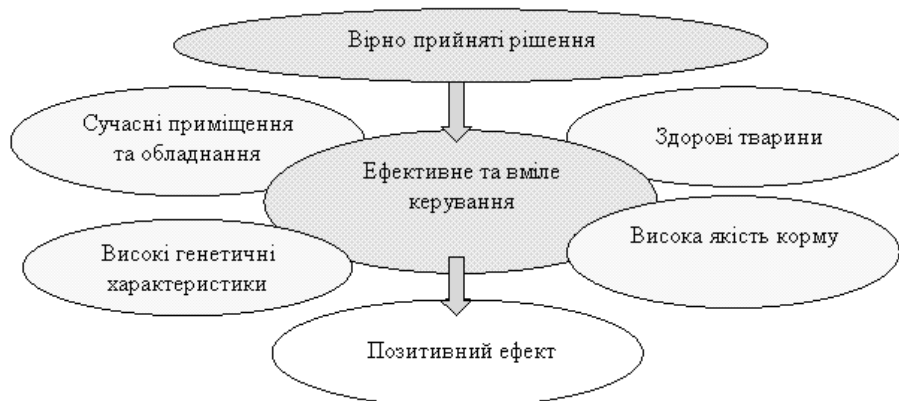 Вірно прийняті рішення
Сучасні приміщення
та обладнання
Здорові тварини
Ефективне та вміле
керування
Високі генетичні
характеристики
Висока якість корму
Позитивний ефект